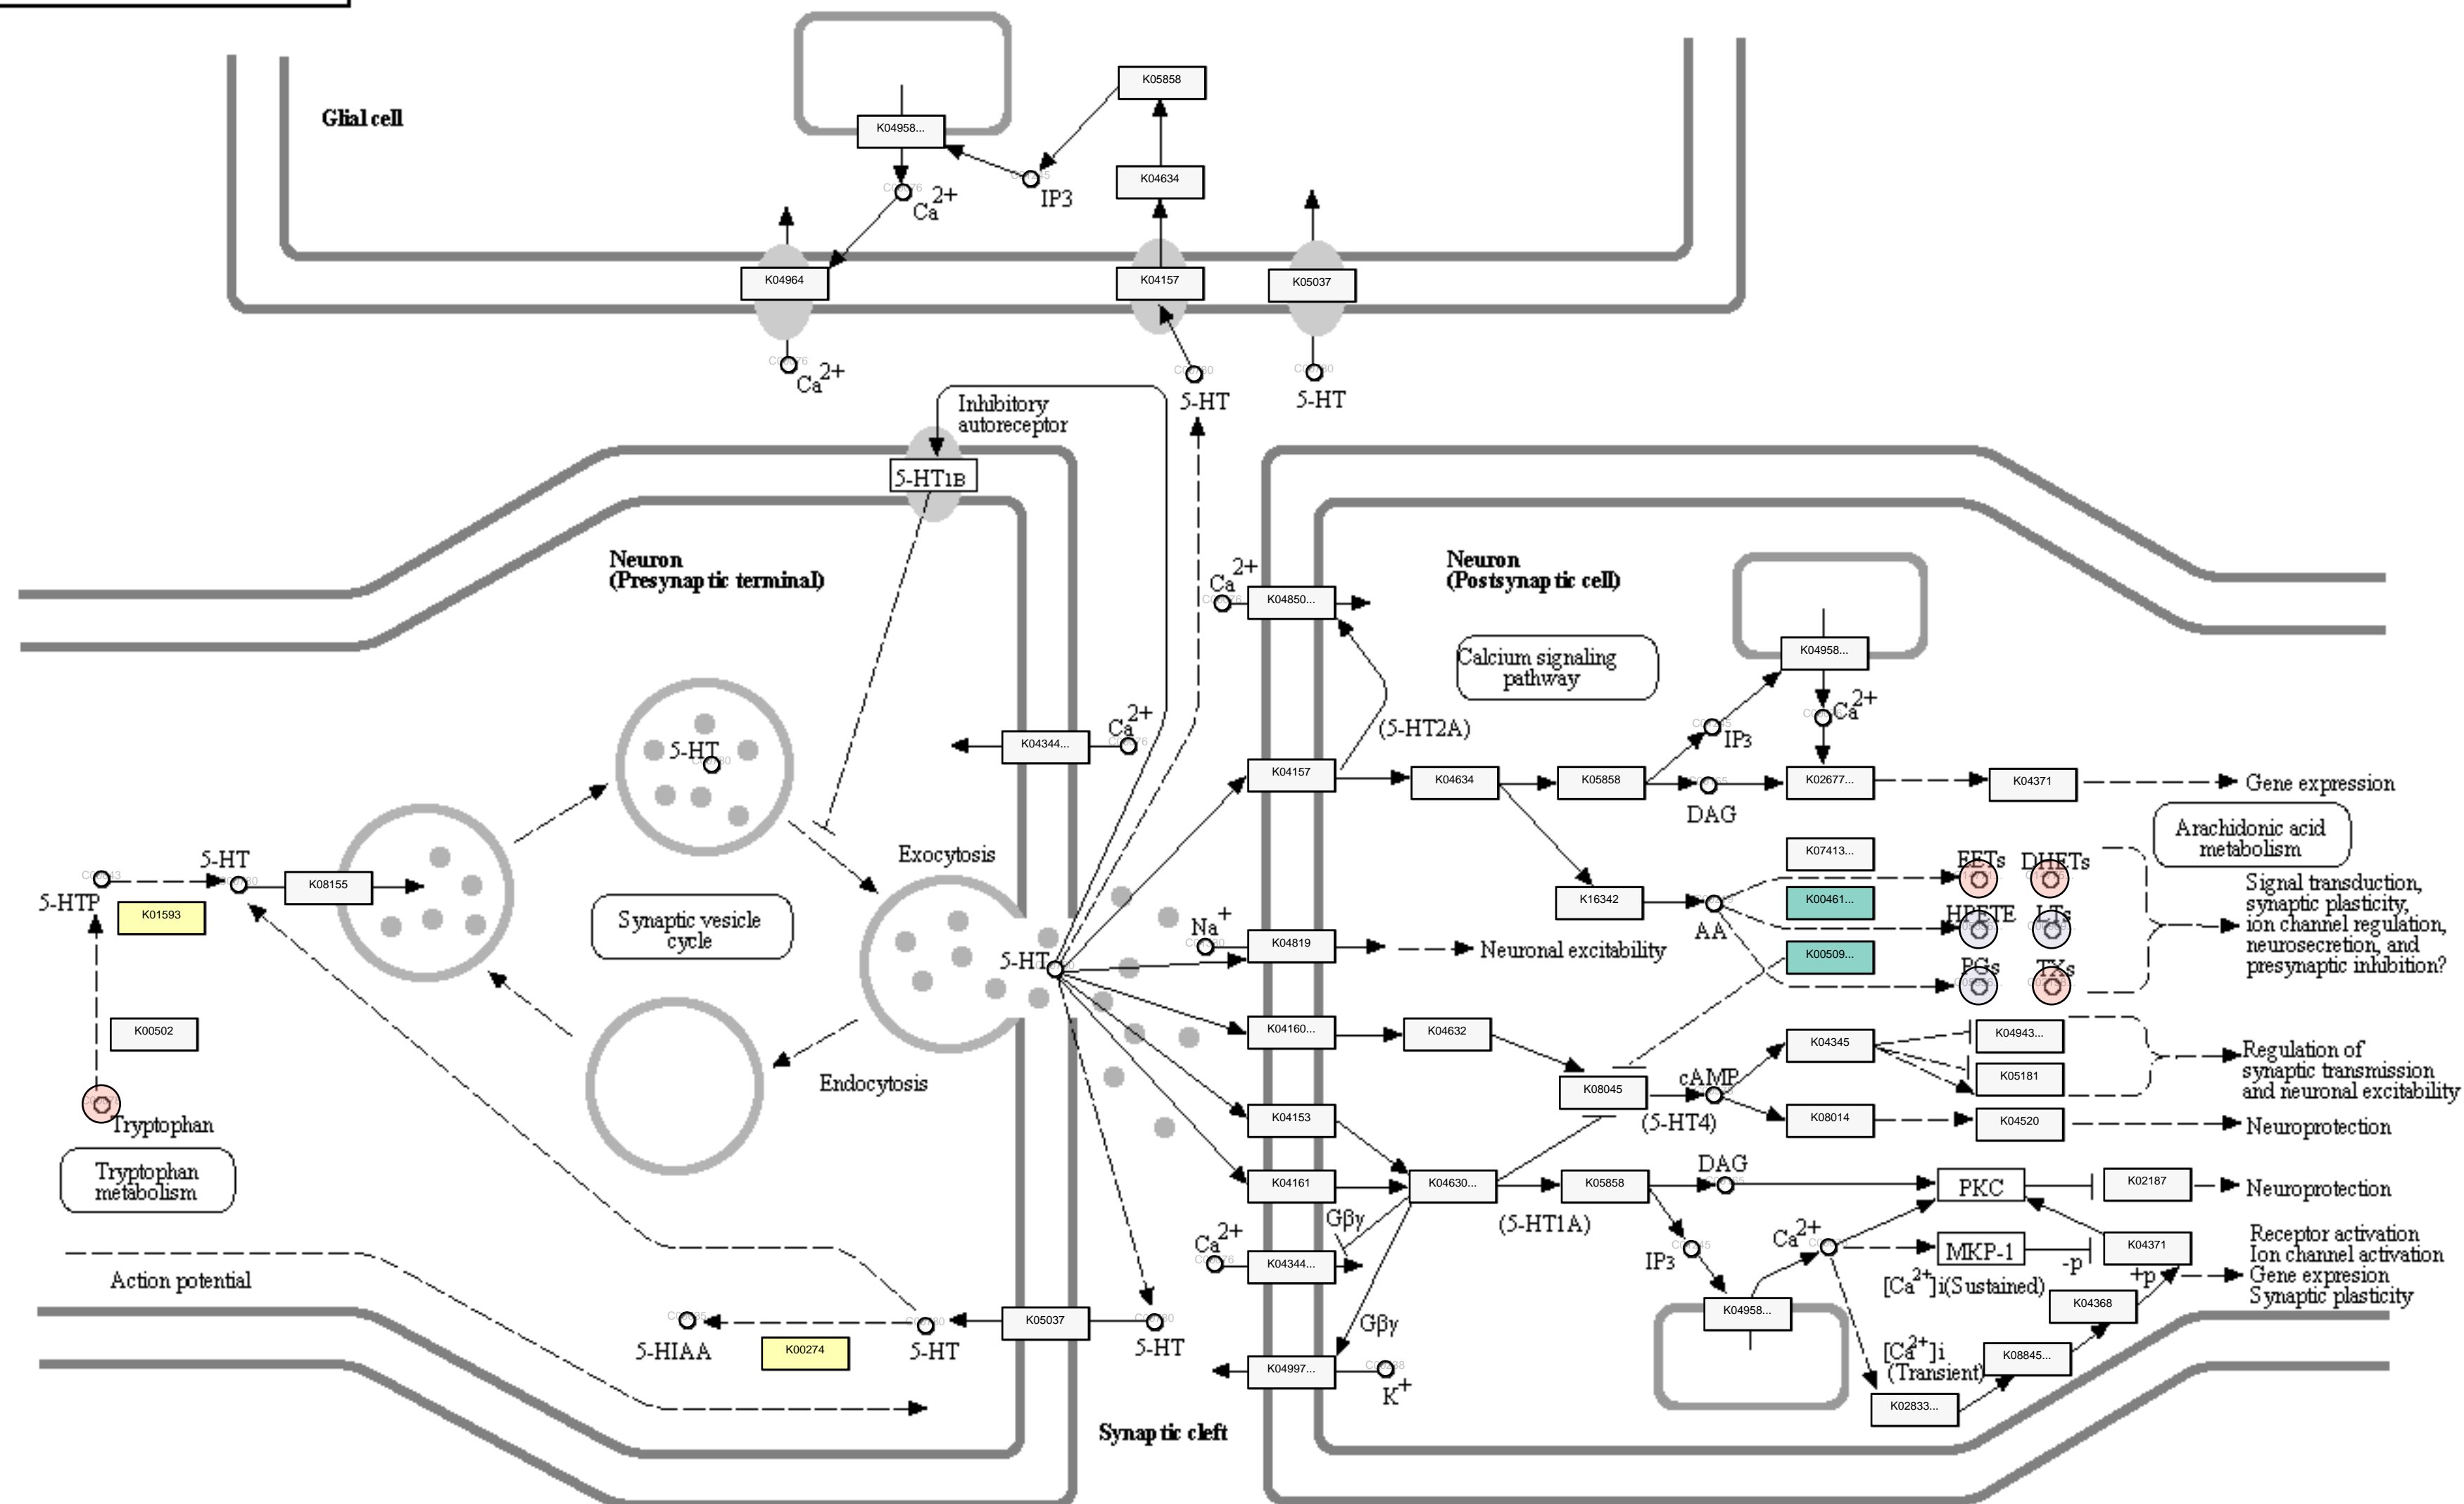 K05858
Glial cell
K04958...
K04634
IP3
Ca2+
K04964
K04157
K05037
Ca2+
5-HT
5-HT
Inhibitory
autoreceptor
5-HT1B
Neuron
(Presynaptic terminal)
Neuron
(Postsynaptic cell)
Ca2+
K04850...
K04958...
Calcium signaling
pathway
Ca2+
(5-HT2A)
IP3
Ca2+
K04344...
5-HT
K04157
K04634
K05858
DAG
K02677...
K04371
Gene expression
Arachidonic acid
metabolism
Exocytosis
K07413...
EETs
DHETs
5-HT
5-HTP
K08155
K01593
K16342
AA
K00461...
HPETE
LTs
Signal transduction,
synaptic plasticity,
ion channel regulation,
neurosecretion, and
presynaptic inhibition?
Synaptic vesicle
cycle
Na+
K04819
Neuronal excitability
K00509...
PGs
TXs
5-HT
K00502
K04160...
K04632
K04345
K04943...
K05181
Regulation of
synaptic transmission
and neuronal excitability
Endocytosis
K08045
cAMP
(5-HT4)
K08014
K04520
Neuroprotection
K04153
Tryptophan
Tryptophan
metabolism
K04161
K04630...
K05858
(5-HT1A)
DAG
PKC
K02187
Neuroprotection
Gβγ
Ca2+
K04344...
IP3
Ca2+
MKP-1
-p
K04371
Receptor activation
Ion channel activation
Gene expresion
Synaptic plasticity
+p
[Ca2+]i(Sustained)
K04368
Action potential
K04958...
5-HIAA
K00274
5-HT
K05037
5-HT
Gβγ
K04997...
K+
[Ca2+]i
(Transient)
K08845...
K02833...
Synaptic cleft